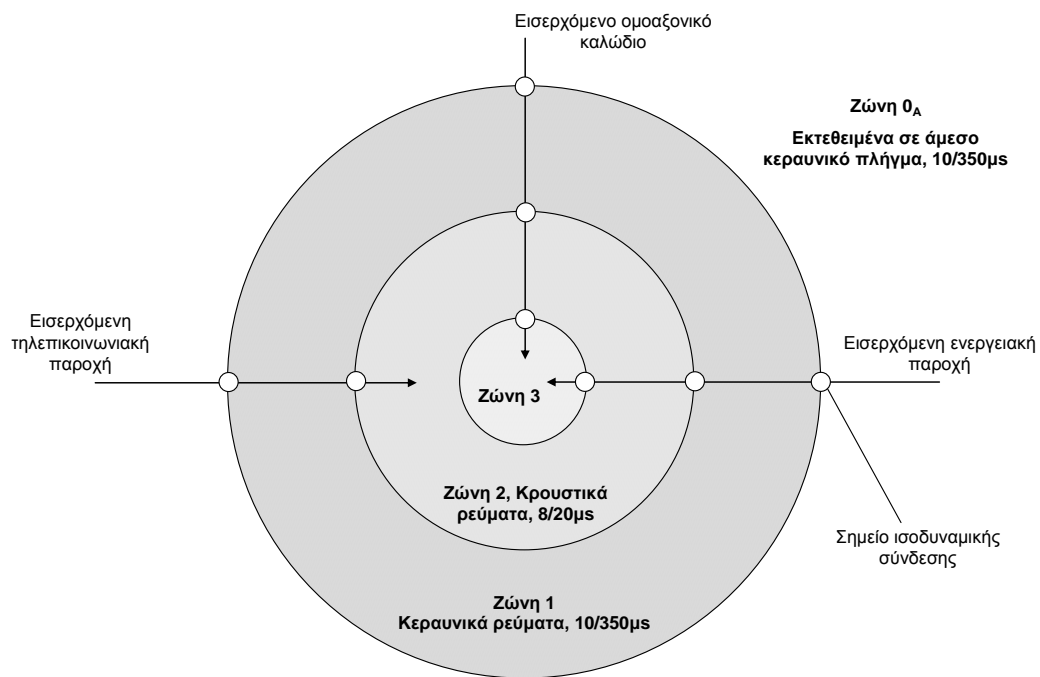 Εισερχόμενο ομοαξονικό
καλώδιο
Ζώνη 0A
Εκτεθειμένα σε άμεσο
κεραυνικό πλήγμα, 10/350μs
Εισερχόμενη
τηλεπικοινωνιακή
παροχή
Εισερχόμενη ενεργειακή
παροχή
Ζώνη 3
Ζώνη 2, Κρουστικά
ρεύματα, 8/20μs
Σημείο ισοδυναμικής
σύνδεσης
Ζώνη 1
Κεραυνικά ρεύματα, 10/350μs